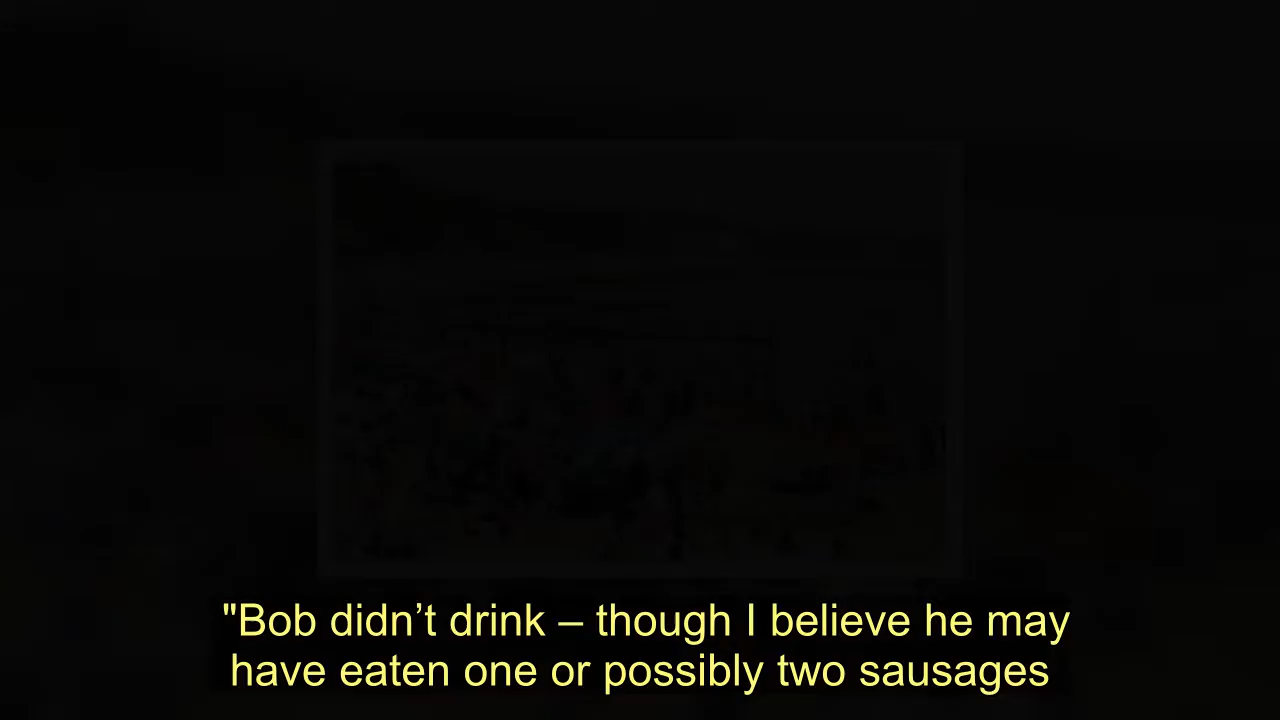 "Bob didn’t drink – though I believe he may
have eaten one or possibly two sausages